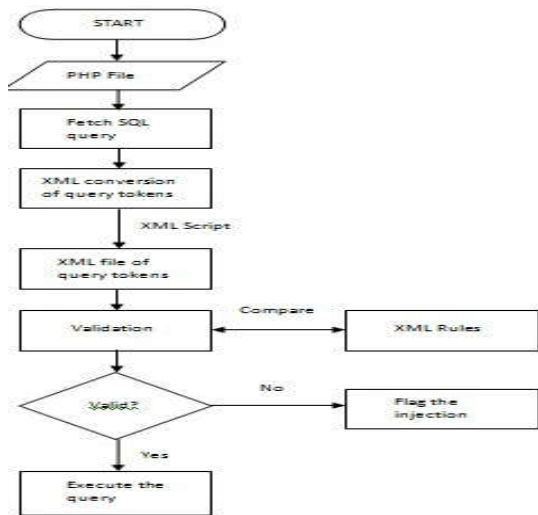 START
PHP File
Fetch SQL
query
XML conversion
of query tokens
XML Script
XML file of
query tokens
Compare
Validation
XML Rules
No
Valid?
Flag the
injection
Yes
Execute the
query